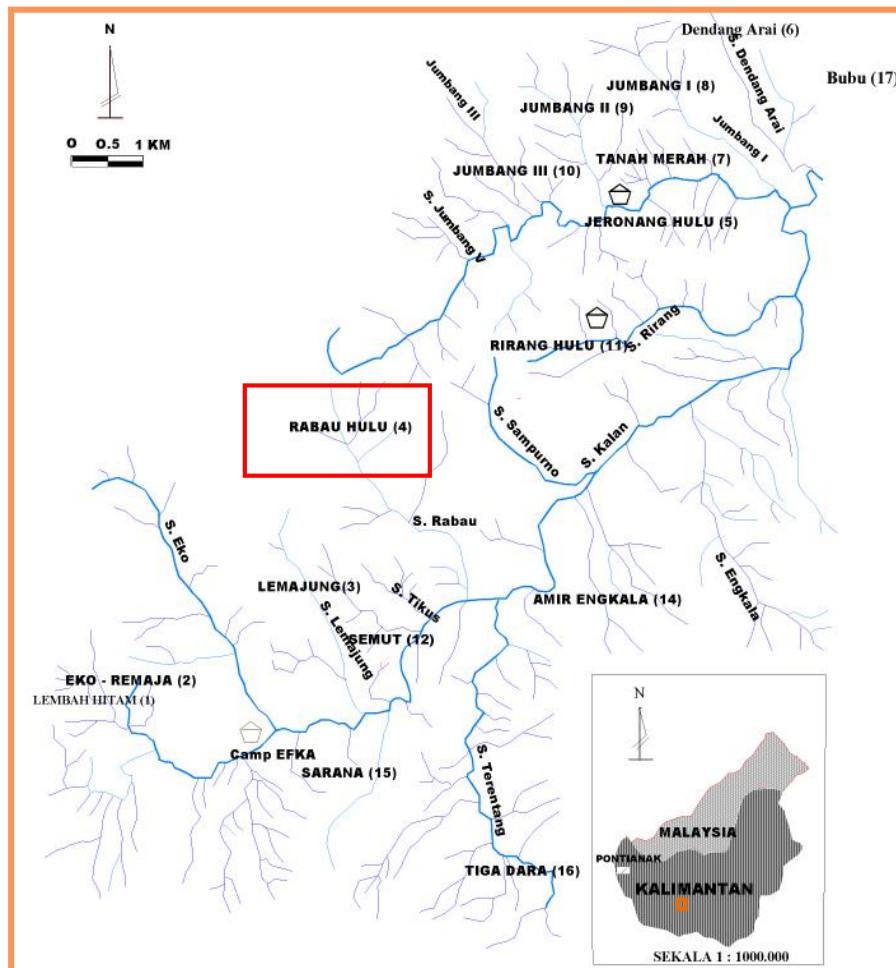 Dendang Arai (6)
N
S. Dendang Arai
Bubu (17)
Jumbang III
JUMBANG I (8)
JUMBANG II (9)
Jumbang I
0 0.5 1 KM
TANAH MERAH (7)
JUMBANG III (10)
JERONANG HULU (5)
S. Jumbang V
S. Rirang
RIRANG HULU (11)
RABAU HULU (4)
S. Sampurno
S. Kalan
S. Rabau
S. Eko
LEMAJUNG(3)
S. Tikus
AMIR ENGKALA (14)
S. Engkala
S. Lemajung
SEMUT (12)
EKO - REMAJA (2)
LEMBAH HITAM (1)
Camp EFKA
SARANA (15)
S. Terentang
TIGA DARA (16)
N
MALAYSIA
PONTIANAK
KALIMANTAN
SEKALA 1 : 1000.000